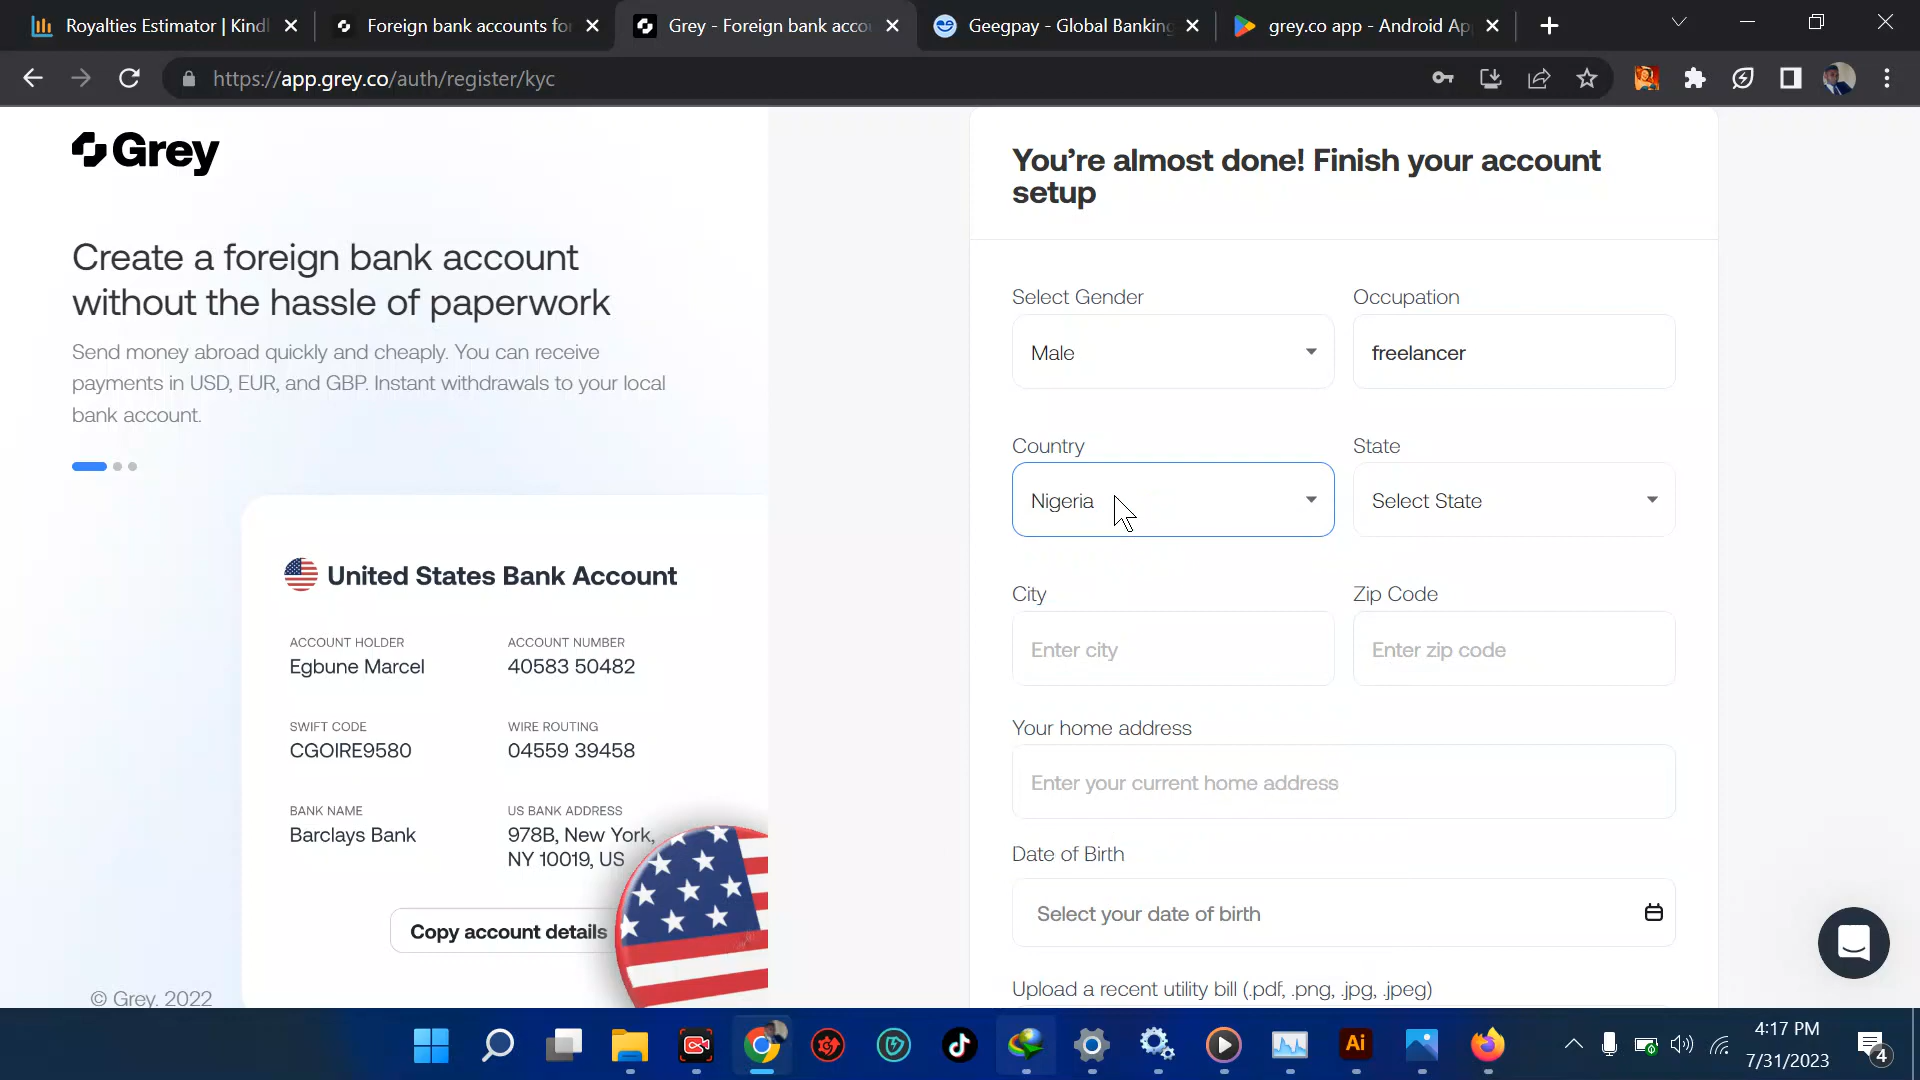 Royalties Estimator | Kindl
Foreign bank accounts fo
Grey - Foreign bank acco
Geegpay - Global Banking
grey.co app - Android Ap
https://app.grey.co/auth/register/kyc
Grey
Create a foreign bank account
without the hassle of paperwork
Send money abroad quickly and cheaply. You can receive
payments in USD, EUR, and GBP. Instant withdrawals to your local
bank account.
United States Bank Account
ACCOUNT HOLDER
Egbune Marcel
ACCOUNT NUMBER
40583 50482
SWIFT CODE
CGOIRE9580
WIRE ROUTING
04559 39458
BANK NAME
Barclays Bank
US BANK ADDRESS
978B, New York,
NY 10019, US
Copy account details
© Grey. 2022
You’re almost done! Finish your account
setup
Select Gender
Male
Occupation
freelancer
Country
Nigeria
State
Select State
City
Enter city
Zip Code
Enter zip code
Your home address
Enter your current home address
Date of Birth
Select your date of birth
Upload a recent utility bill (.pdf, .png, .jpg, .jpeg)
Ai
4:17 PM
7/31/2023
4